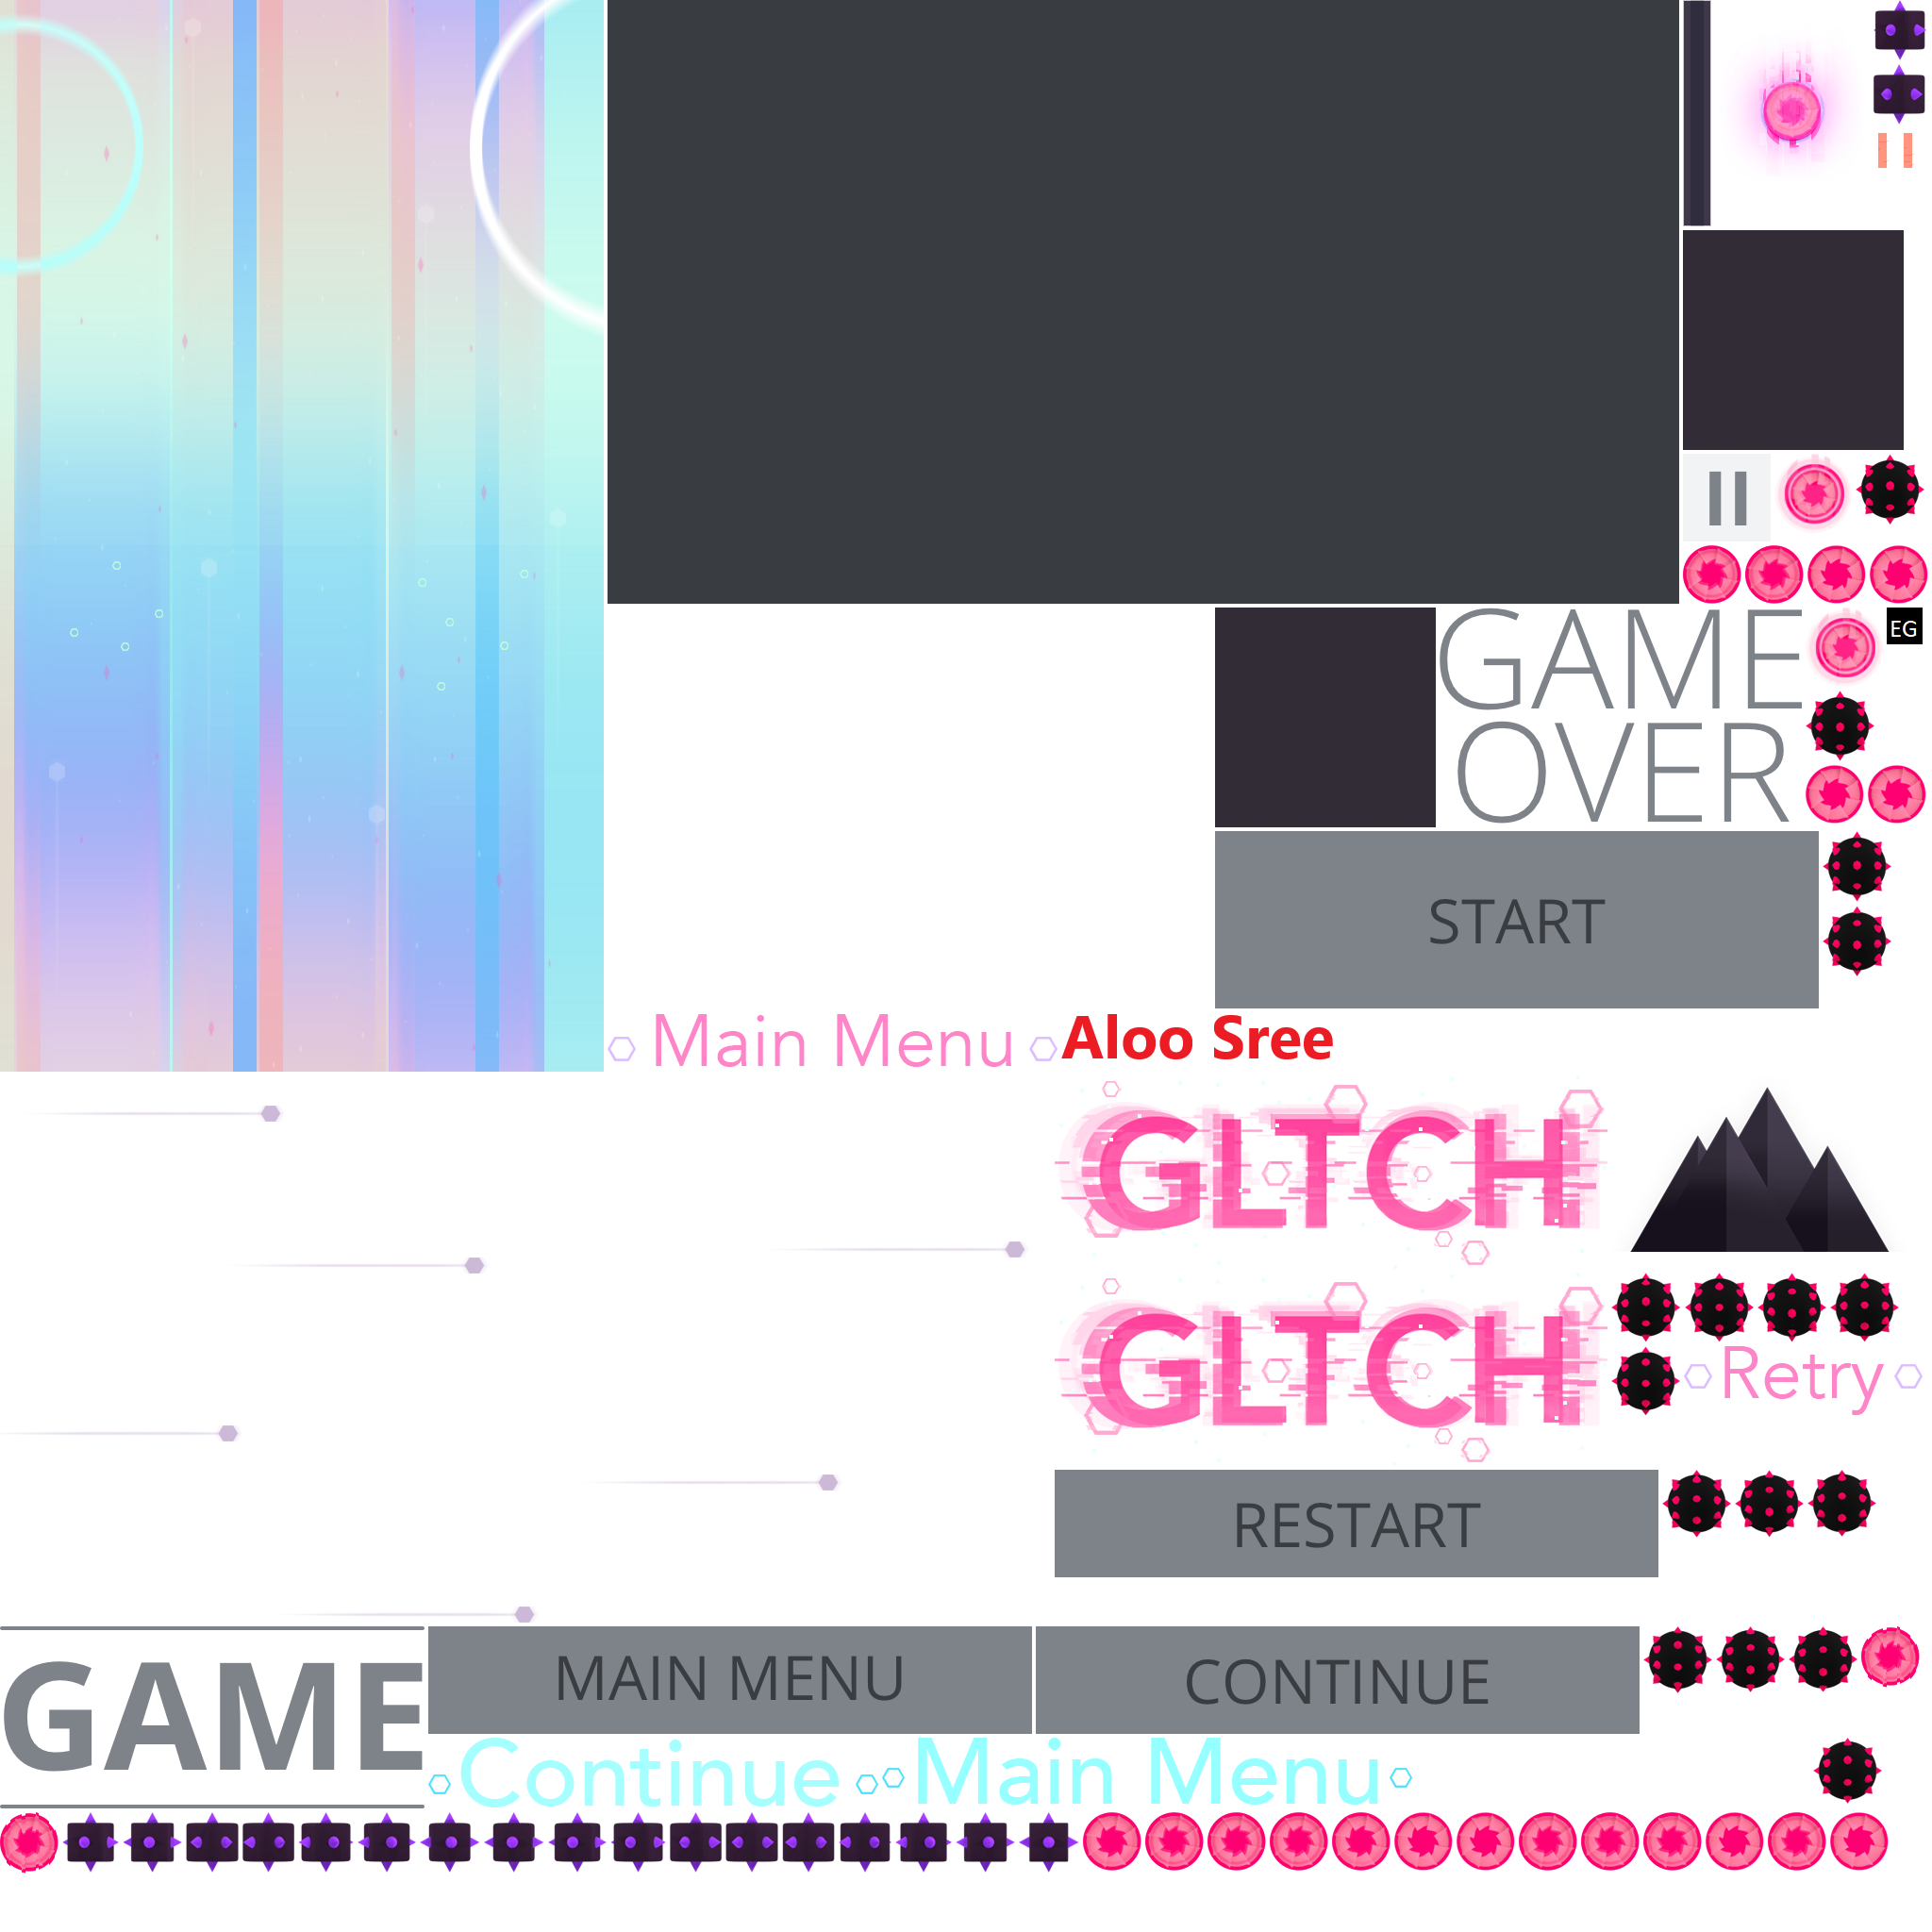 GAME
OVER
EG
START
Main Menu
Aloo Sree
GLTCH
GLTCH
Retry
RESTART
GAME
MAIN MENU
CONTINUE
Continue
Main Menu